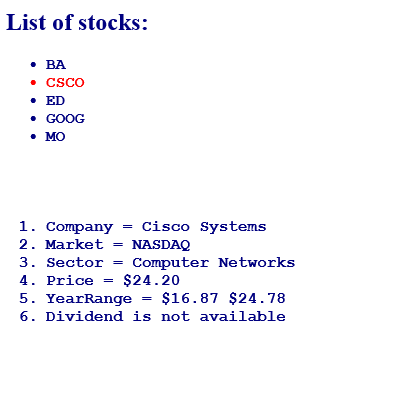 List of stocks:
• BA
• CSCO
• ED
• GOOG
• MO
1. Company = Cisco Systems
2. Market = NASDAQ
3. Sector = Computer Networks
4. Price = $24.20
5. YearRange = $16.87 $24.78
6. Dividend is not available